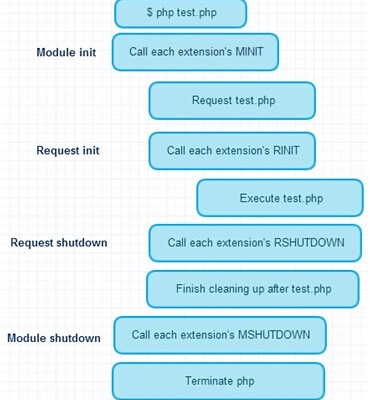 $ php test.php
Module init
Call each extension's MINIT
Request test.php
Request init
Call each extension's RINIT
Execute test.php
Request shutdown
Call each extension's RSHUTDOWN
Finish cleaning up after test.php
Module shutdown
Call each extension's MSHUTDOWN
Terminate php